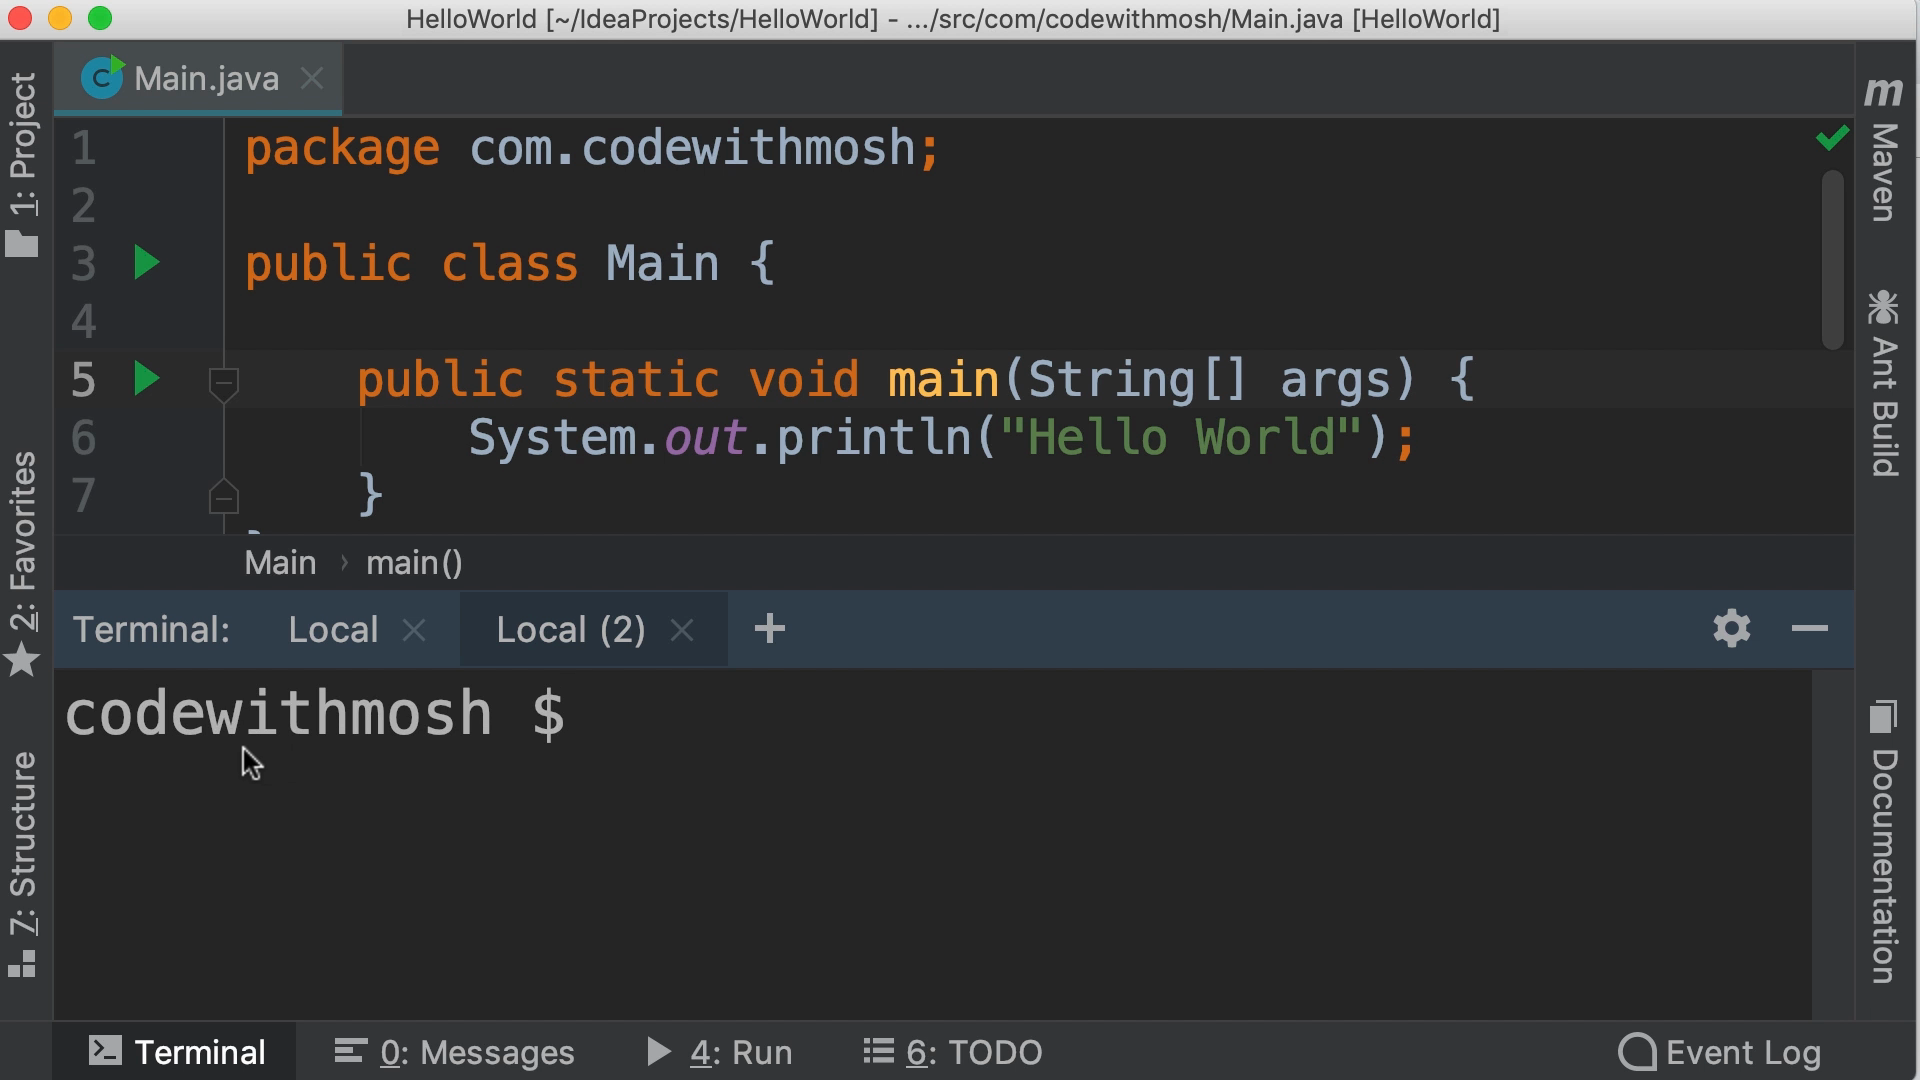 HelloWorld [~/IdeaProjects/HelloWorld] - .../src/com/codewithmosh/Main.java [HelloWorld]
1: Project
2: Favorites
7: Structure
C Main.java
1 package com.codewithmosh;
2
3 public class Main {
4
5 public static void main(String[] args) {
6 System.out.println("Hello World");
7 }
Main › main()
Terminal: Local Local (2) +
codewithmosh $
m Maven
Ant Build
Documentation
Terminal 0: Messages 4: Run 6: TODO Event Log